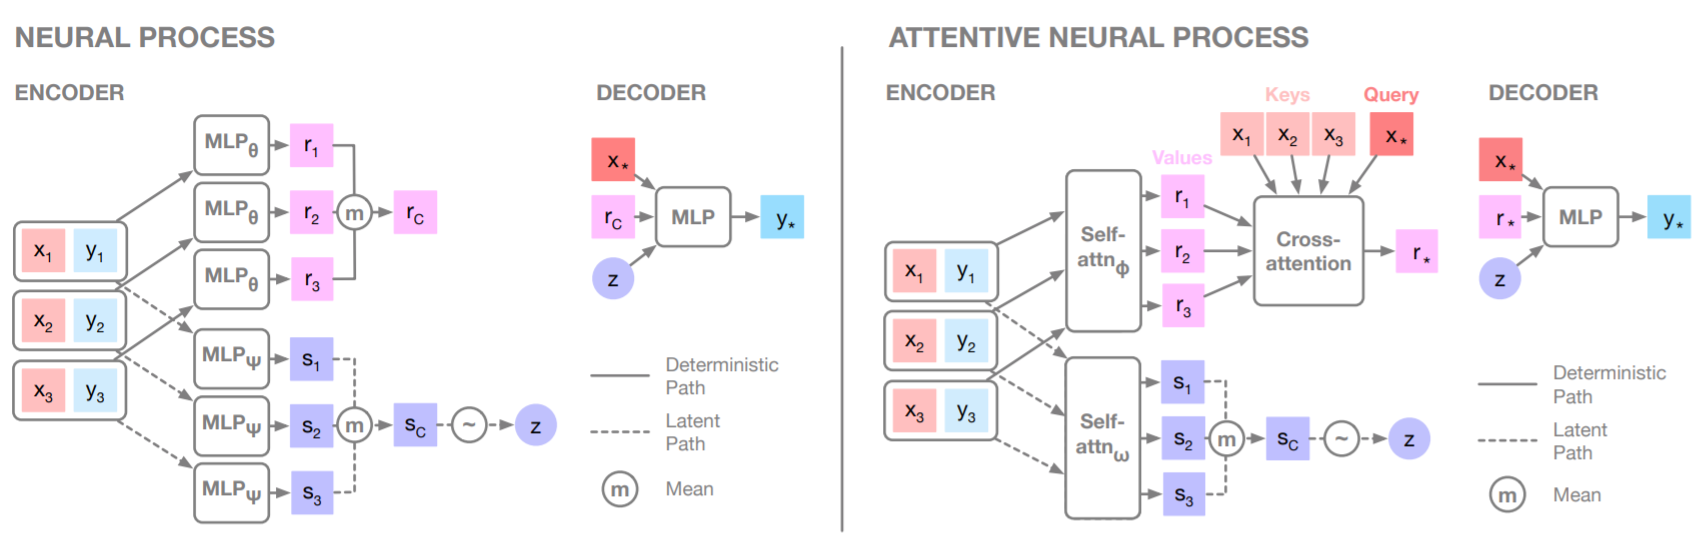 NEURAL PROCESS
ENCODER
DECODER
MLPθ
r1
MLPθ
r2
m
rC
MLPθ
r3
x1 y1
x2 y2
x3 y3
MLPψ
s1
MLPψ
s2
m
sC
~
z
MLPψ
s3
x*
rC
MLP
y*
z
Deterministic
Path
Latent
Path
m
Mean
ATTENTIVE NEURAL PROCESS
ENCODER
DECODER
Keys
Query
x1 x2 x3 x*
Values
r1
r2
r3
Self-
attnϕ
Cross-
attention
r*
x1 y1
x2 y2
x3 y3
Self-
attnω
s1
s2
m
sC
~
z
s3
x*
r*
MLP
y*
z
Deterministic
Path
Latent
Path
m
Mean